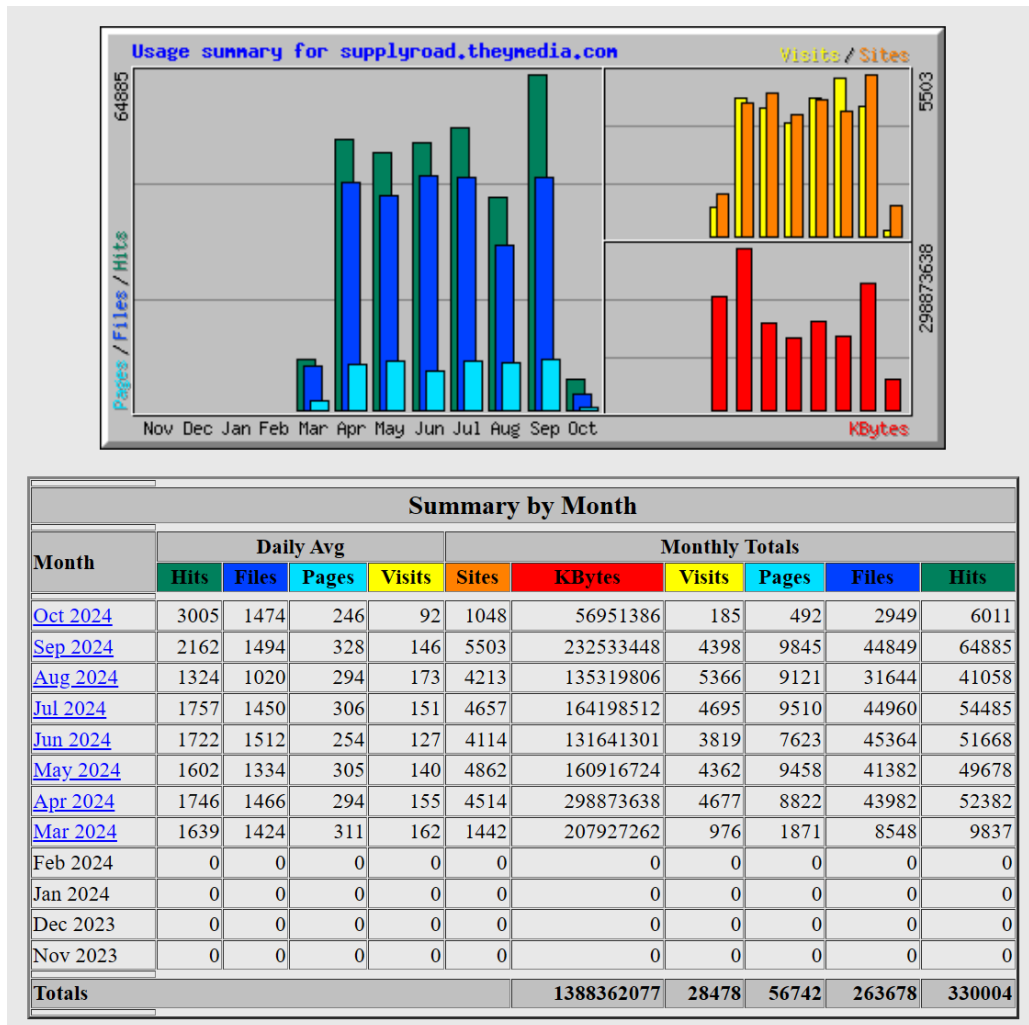 Usage summary for supplyroad.theymedia.com
Visits / Sites
64885
5503
Pages / Files / Hits
298873638
Nov Dec Jan Feb Mar Apr May Jun Jul Aug Sep Oct
KBytes
Summary by Month
Month Daily Avg Monthly Totals
Hits Files Pages Visits Sites KBytes Visits Pages Files Hits
Oct 2024 3005 1474 246 92 1048 56951386 185 492 2949 6011
Sep 2024 2162 1494 328 146 5503 232533448 4398 9845 44849 64885
Aug 2024 1324 1020 294 173 4213 135319806 5366 9121 31644 41058
Jul 2024 1757 1450 306 151 4657 164198512 4695 9510 44960 54485
Jun 2024 1722 1512 254 127 4114 131641301 3819 7623 45364 51668
May 2024 1602 1334 305 140 4862 160916724 4362 9458 41382 49678
Apr 2024 1746 1466 294 155 4514 298873638 4677 8822 43982 52382
Mar 2024 1639 1424 311 162 1442 207927262 976 1871 8548 9837
Feb 2024 0 0 0 0 0 0 0 0 0 0
Jan 2024 0 0 0 0 0 0 0 0 0 0
Dec 2023 0 0 0 0 0 0 0 0 0 0
Nov 2023 0 0 0 0 0 0 0 0 0 0
Totals 1388362077 28478 56742 263678 330004